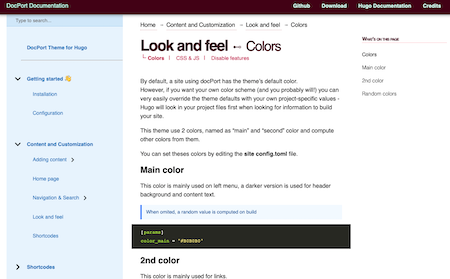 DocPort Documentation
Github
Download
Hugo Documentation
Credits
Type to search...
DocPort Theme for Hugo
Getting started 👋
Installation
Configuration
Content and Customization
Adding content
Home page
Navigation & Search
Look and feel
Shortcodes
Shortcodes
Home → Content and Customization → Look and feel → Colors
Look and feel ← Colors
Colors | CSS & JS | Disable features
By default, a site using docPort has the theme's default color.
However, if you want your own color scheme (and you probably will!) you can
very easily override the theme defaults with your own project-specific values -
Hugo will look in your project files first when looking for information to build
your site.
This theme use 2 colors, named as "main" and "second" color and compute
other colors from them.
You can set theses colors by editing the site config.toml file.
Main color
This color is mainly used on left menu, a darker version is used for header
background and content text.
When omitted, a random value is computed on build
[params]
2nd color
This color is mainly used for links.
What's on this page
Colors
Main color
2nd color
Random colors